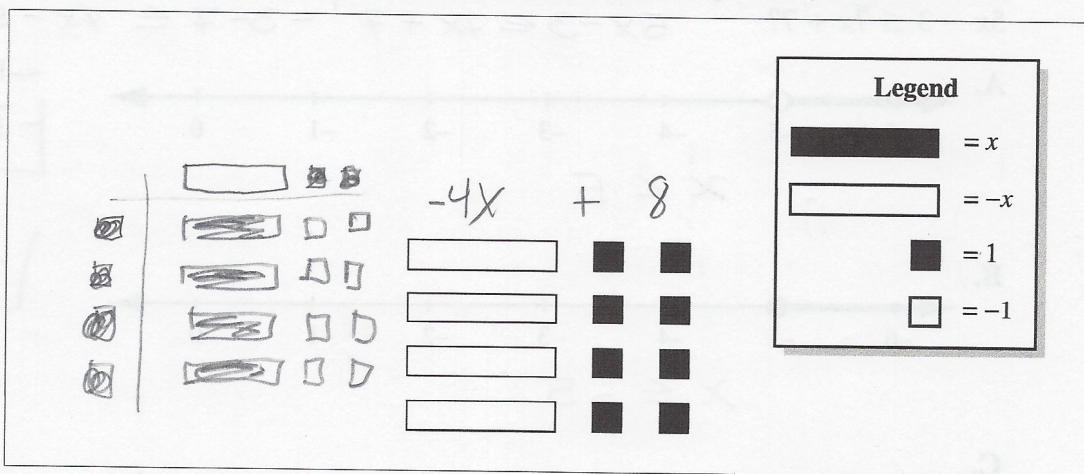 Legend
= x
= −x
= 1
= −1
-4x + 8